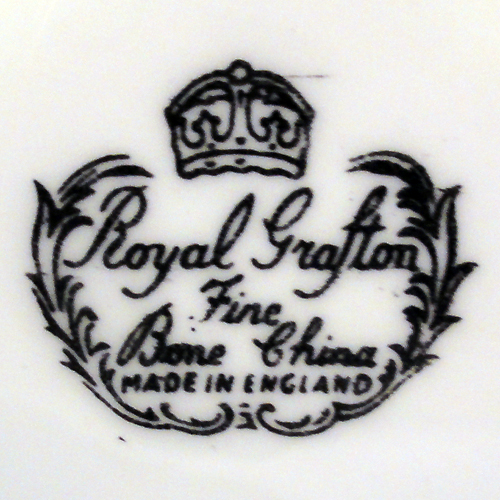 Royal Grafton
Fine
Bone China
MADE IN ENGLAND